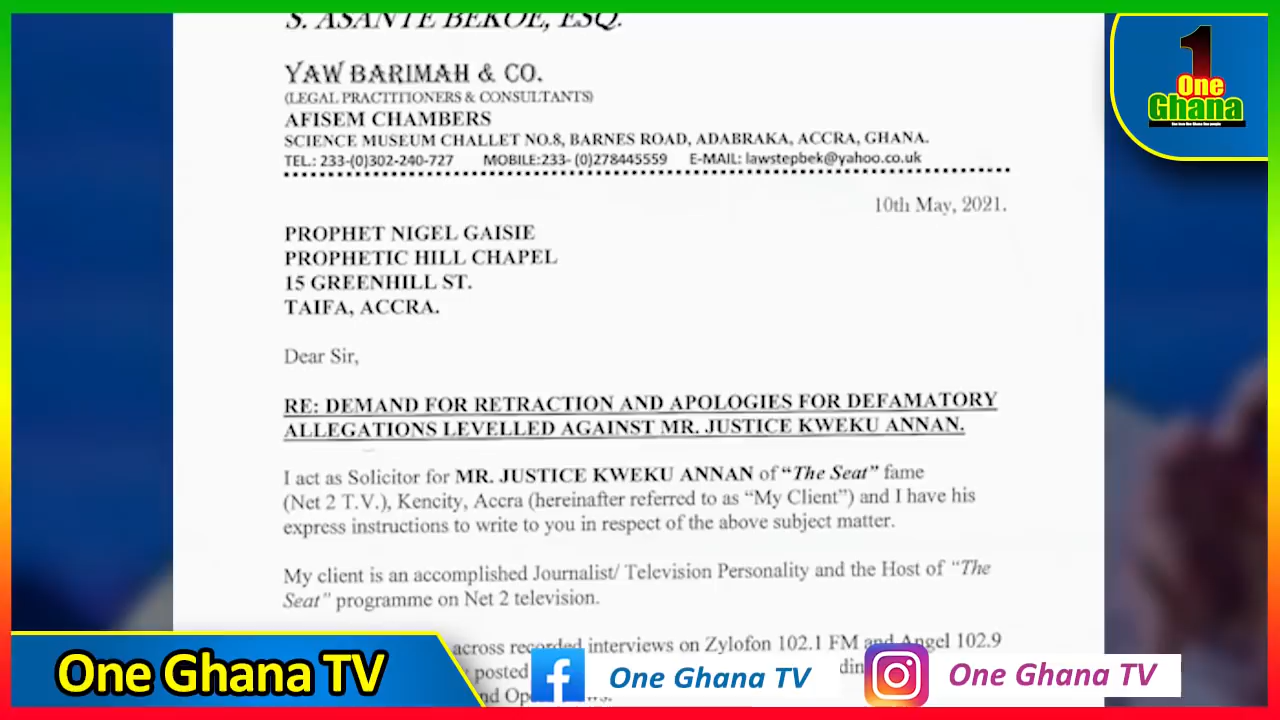 S. ASANTE BEKOE, ESQ.
YAW BARIMAH & CO.
(LEGAL PRACTITIONERS & CONSULTANTS)
AFISEM CHAMBERS
SCIENCE MUSEUM CHALLET NO.8, BARNES ROAD, ADABRAKA, ACCRA, GHANA.
TEL.: 233-(0)302-240-727 MOBILE:233- (0)278445559 E-MAIL: lawstepbek@yahoo.co.uk
10th May, 2021.
PROPHET NIGEL GAISIE
PROPHETIC HILL CHAPEL
15 GREENHILL ST.
TAIFA, ACCRA.
Dear Sir,
RE: DEMAND FOR RETRACTION AND APOLOGIES FOR DEFAMATORY
ALLEGATIONS LEVELLED AGAINST MR. JUSTICE KWEKU ANNAN.
I act as Solicitor for MR. JUSTICE KWEKU ANNAN of “The Seat” fame
(Net 2 T.V.), Kencity, Accra (hereinafter referred to as “My Client”) and I have his
express instructions to write to you in respect of the above subject matter.
My client is an accomplished Journalist/ Television Personality and the Host of “The
Seat” programme on Net 2 television.
across recorded interviews on Zylofon 102.1 FM and Angel 102.9
posted
1
One
Ghana
One Ghana TV
One Ghana TV
One Ghana TV